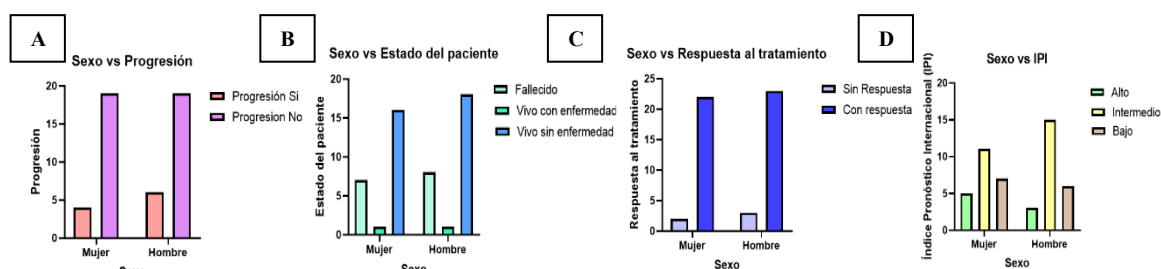 A
Sexo vs Progresión
Progresión
20
15
10
5
0
Mujer
Hombre
Sexo
Progresión Si
Progresion No
B
Sexo vs Estado del paciente
Estado del paciente
20
15
10
5
0
Mujer
Hombre
Sexo
Fallecido
Vivo con enfermedad
Vivo sin enfermedad
C
Sexo vs Respuesta al tratamiento
Respuesta al tratamiento
25
20
15
10
5
0
Mujer
Hombre
Sexo
Sin Respuesta
Con respuesta
D
Sexo vs IPI
Índice Pronóstico Internacional (IPI)
20
15
10
5
0
Mujer
Hombre
Sexo
Alto
Intermedio
Bajo